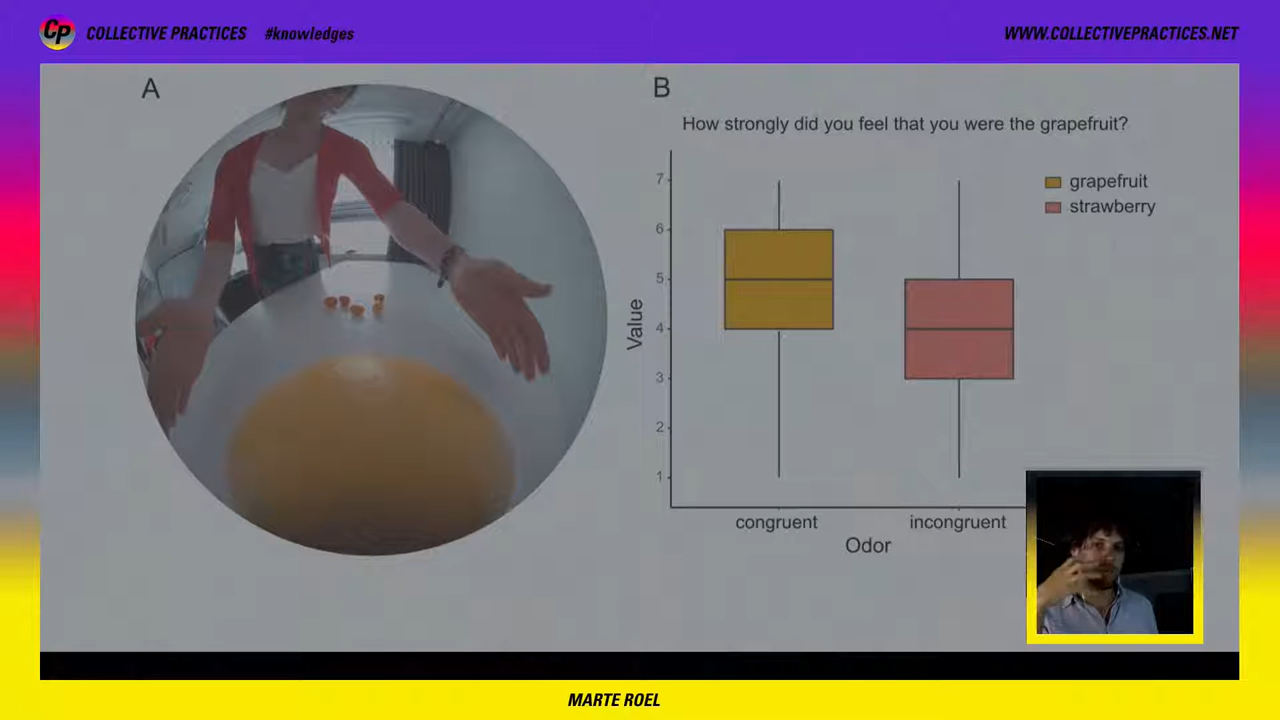 Cp COLLECTIVE PRACTICES #knowledges WWW.COLLECTIVEPRACTICES.NET
A
B
How strongly did you feel that you were the grapefruit?
grapefruit
strawberry
Value
7
6
5
4
3
2
1
congruent incongruent
Odor
MARTE ROEL